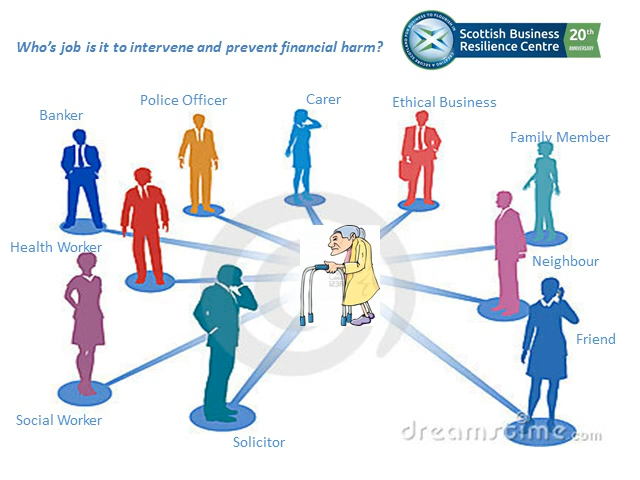 Who's job is it to intervene and prevent financial harm?
Scottish Business
Resilience Centre
20th
ANNIVERSARY
Police Officer
Carer
Ethical Business
Banker
Family Member
Health Worker
Neighbour
Friend
Social Worker
Solicitor
dreamstime.com